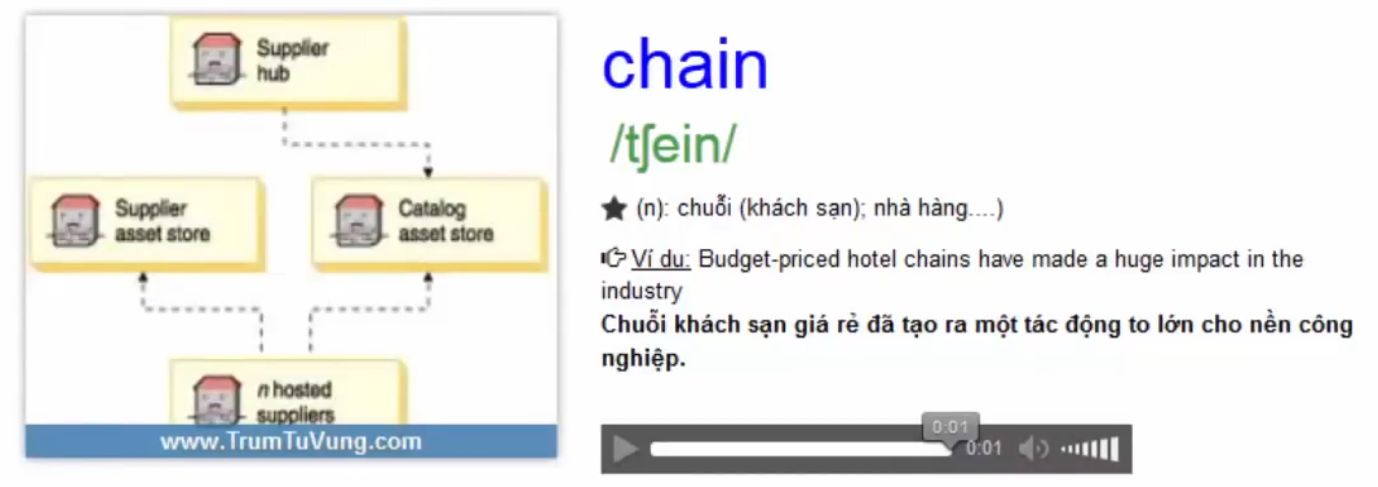 Supplier
hub
Supplier
asset store
Catalog
asset store
n hosted
suppliers
www.TrumTuVung.com
chain
/tʃein/
(n): chuỗi (khách sạn); nhà hàng....)
Ví du: Budget-priced hotel chains have made a huge impact in the
industry
Chuỗi khách sạn giá rẻ đã tạo ra một tác động to lớn cho nền công
nghiệp.
0:01
0:01